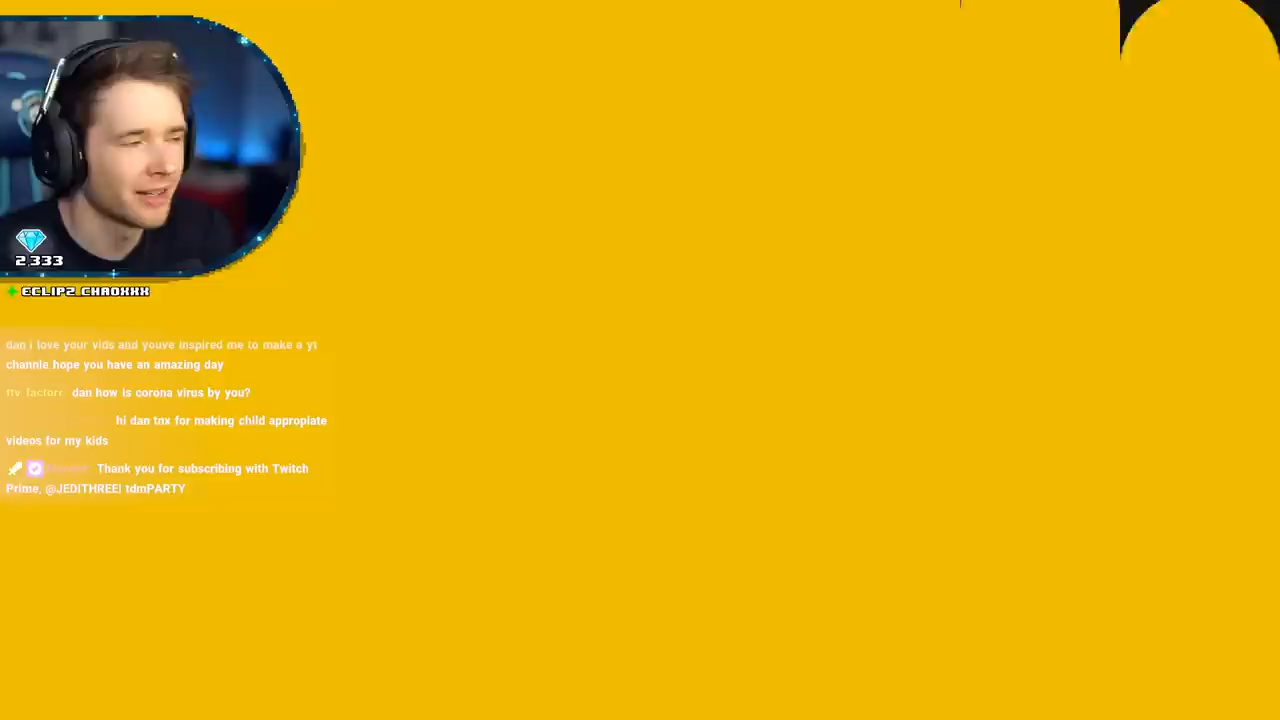 2,333
ECLIPZ_CHAOXXX
dan i love your vids and youve inspired me to make a yt
channle hope you have an amazing day
dan how is corona virus by you?
hi dan tnx for making child appropiate
videos for my kids
Thank you for subscribing with Twitch
Prime, @JEDITHREE! tdmPARTY